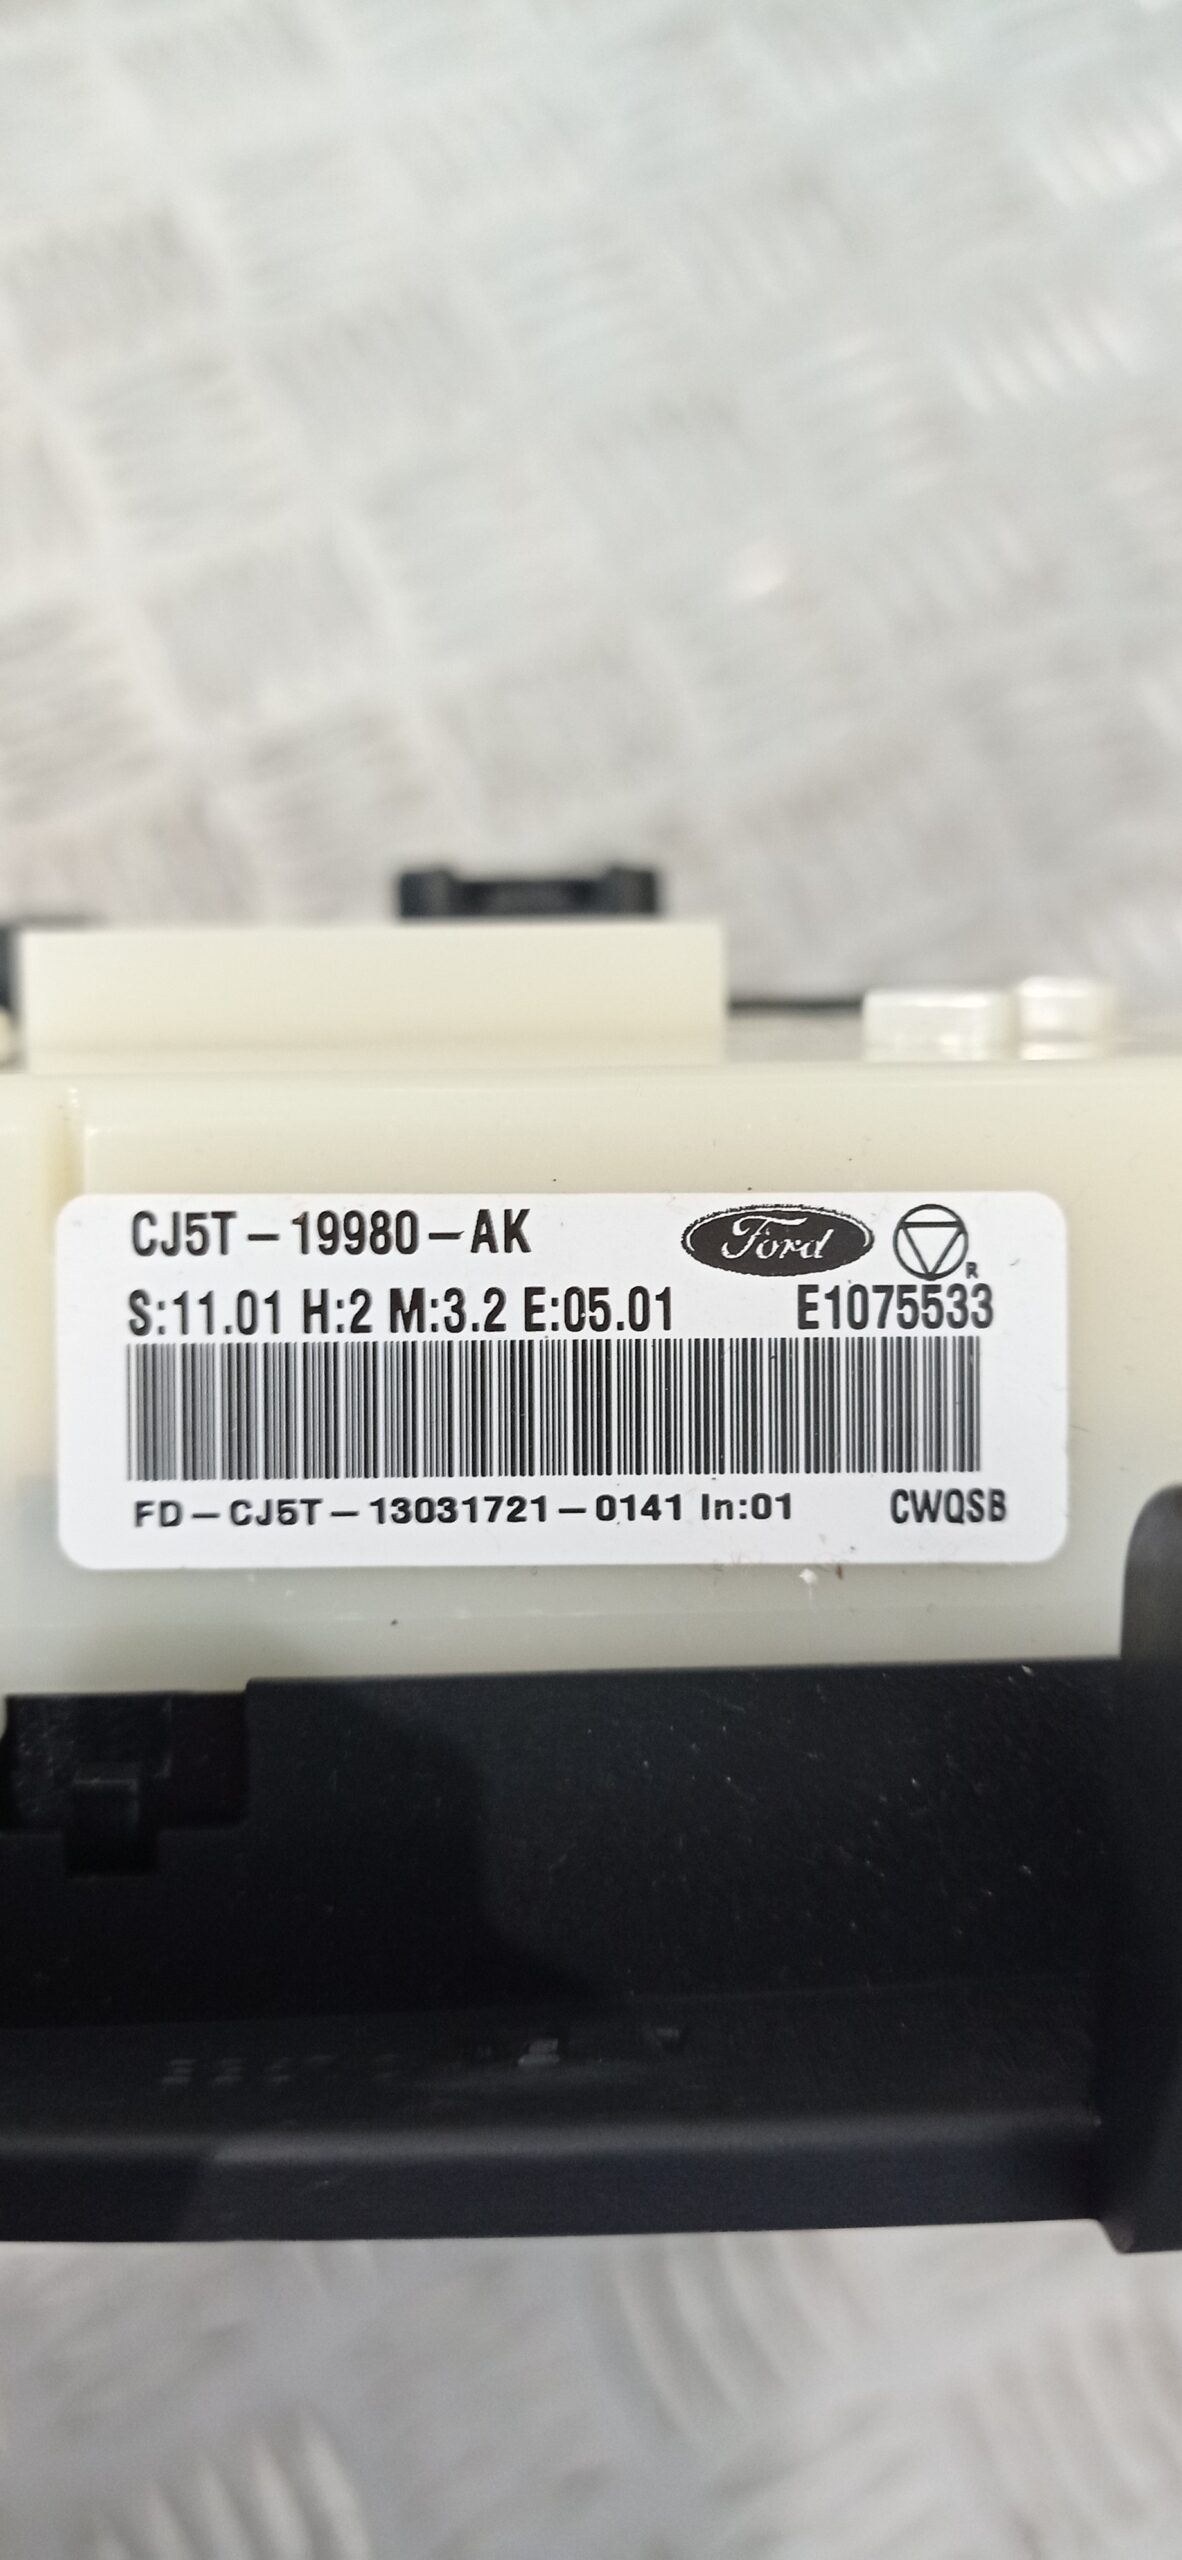 CJ5T-19980-AK Ford R
S:11.01 H:2 M:3.2 E:05.01 E1075533
FD-CJ5T-13031721-0141 In:01 CWQSB